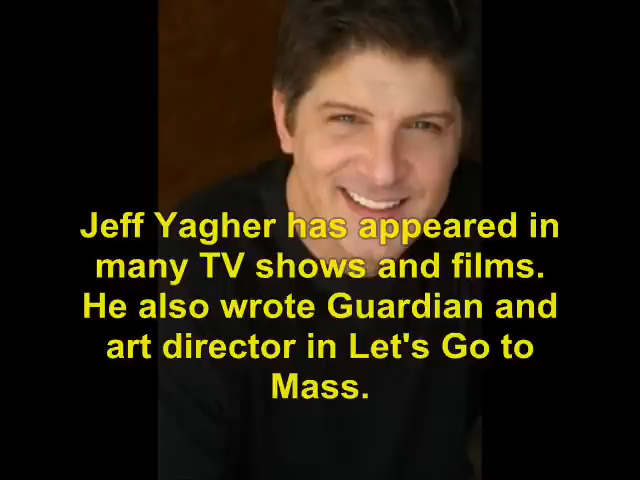 Jeff Yagher has appeared in
many TV shows and films.
He also wrote Guardian and
art director in Let's Go to
Mass.